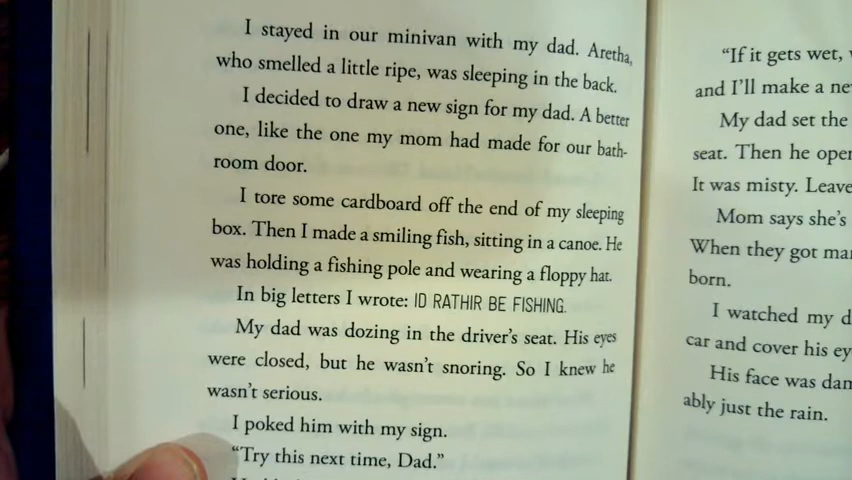 I stayed in our minivan with my dad. Aretha,
who smelled a little ripe, was sleeping in the back.
I decided to draw a new sign for my dad. A better
one, like the one my mom had made for our bath-
room door.
I tore some cardboard off the end of my sleeping
box. Then I made a smiling fish, sitting in a canoe. He
was holding a fishing pole and wearing a floppy hat.
In big letters I wrote: ID RATHIR BE FISHING.
My dad was dozing in the driver's seat. His eyes
were closed, but he wasn't snoring. So I knew he
wasn't serious.
I poked him with my sign.
"Try this next time, Dad."
"If it gets wet,
and I'll make a ne
My dad set the
seat. Then he oper
It was misty. Leave
Mom says she's
When they got mar
born.
I watched my d
car and cover his ey
His face was dam
ably just the rain.